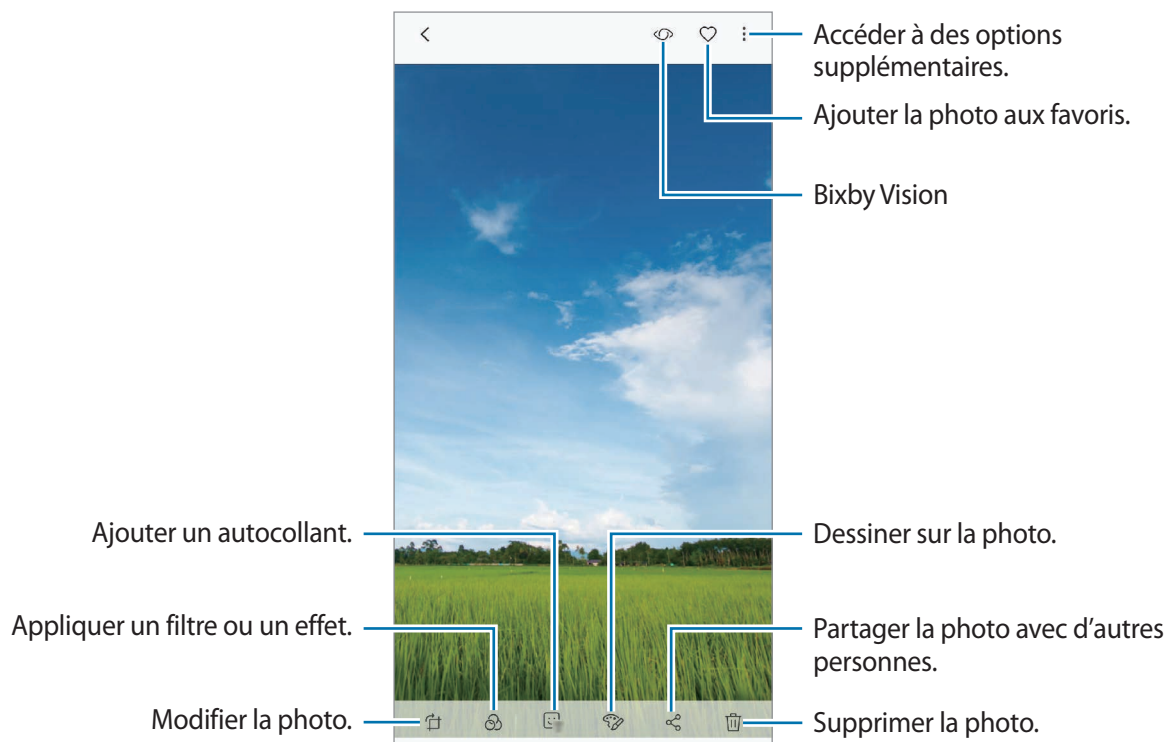 Accéder à des options
supplémentaires.
Ajouter la photo aux favoris.
Bixby Vision
Ajouter un autocollant.
Dessiner sur la photo.
Appliquer un filtre ou un effet.
Partager la photo avec d'autres
personnes.
Modifier la photo.
Supprimer la photo.